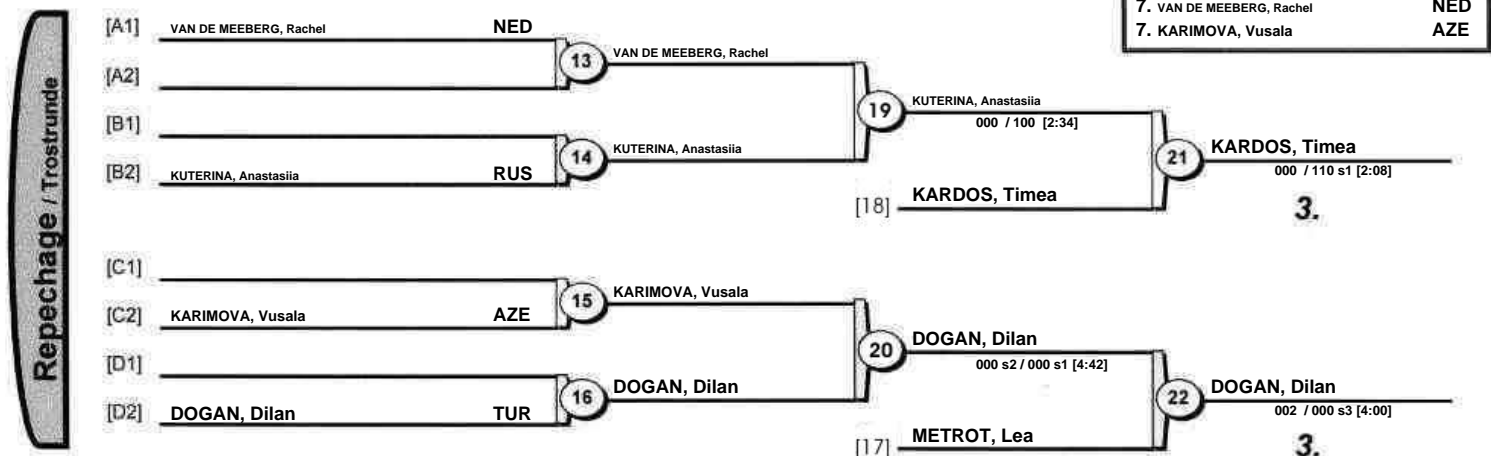 7. VAN DE MEEBERG, Rachel NED
7. KARIMOVA, Vusala AZE
Repechage / Trostrunde
[A1] VAN DE MEEBERG, Rachel NED
13 VAN DE MEEBERG, Rachel
[A2]
19 KUTERINA, Anastasiia
000 / 100 [2:34]
[B1]
14 KUTERINA, Anastasiia
[B2] KUTERINA, Anastasiia RUS
21 KARDOS, Timea
000 / 110 s1 [2:08]
[18] KARDOS, Timea
3.
[C1]
15 KARIMOVA, Vusala
[C2] KARIMOVA, Vusala AZE
20 DOGAN, Dilan
000 s2 / 000 s1 [4:42]
[D1]
16 DOGAN, Dilan
[D2] DOGAN, Dilan TUR
22 DOGAN, Dilan
002 / 000 s3 [4:00]
[17] METROT, Lea
3.